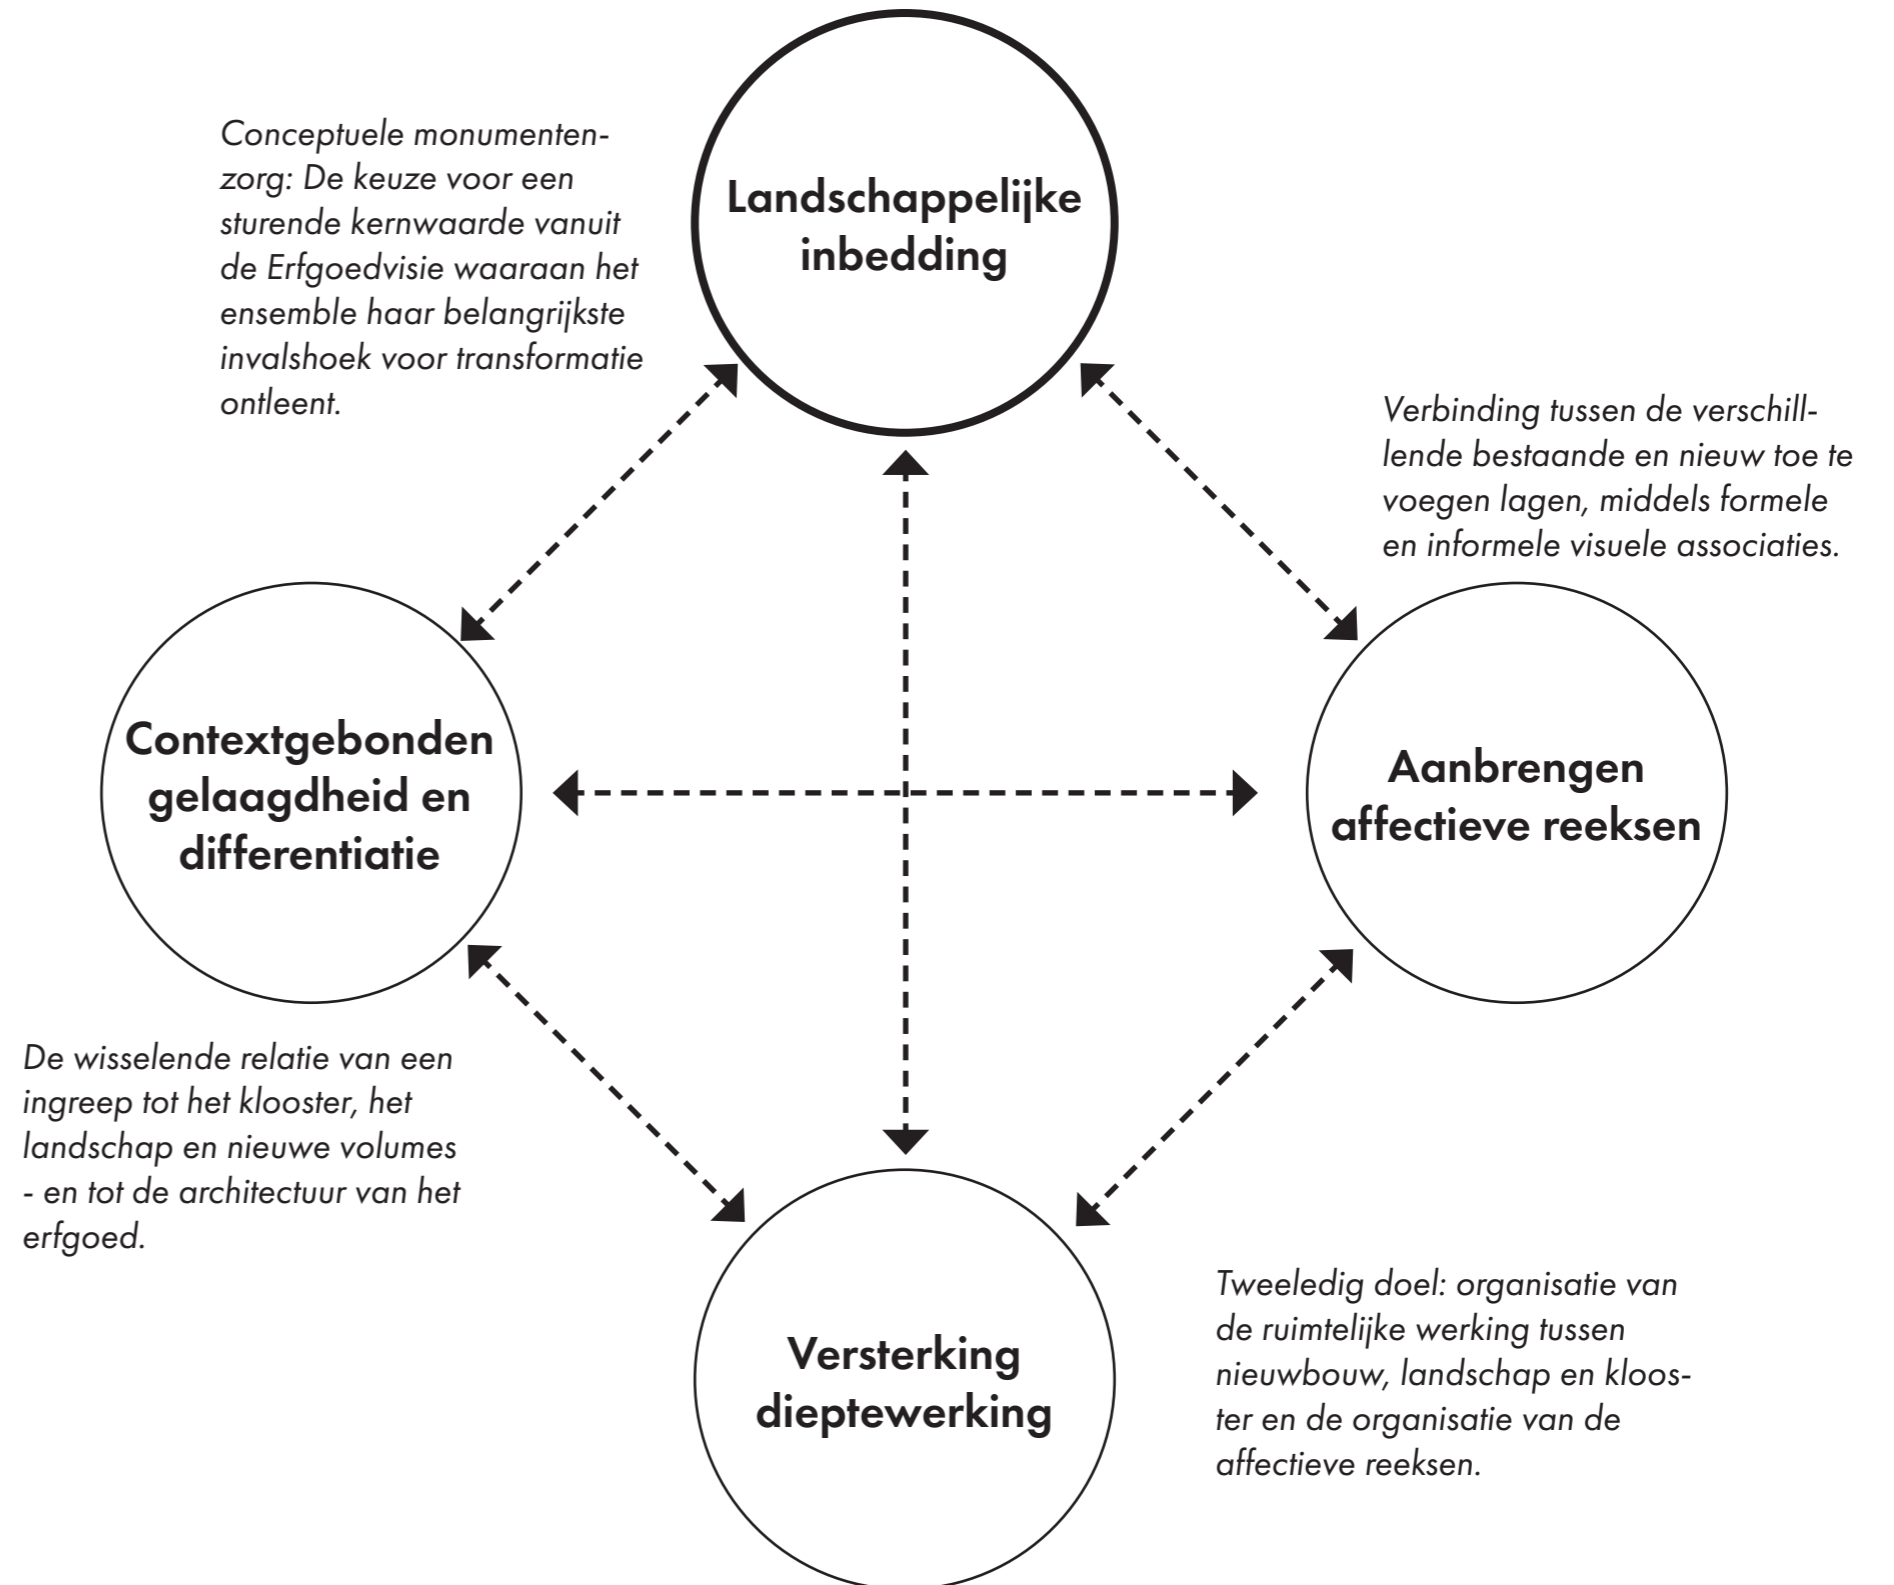 Landschappelijke
inbedding
Conceptuele monumenten-
zorg: De keuze voor een
sturende kernwaarde vanuit
de Erfgoedvisie waaraan het
ensemble haar belangrijkste
invalshoek voor transformatie
ontleent.
Verbinding tussen de verschill-
lende bestaande en nieuw toe te
voegen lagen, middels formele
en informele visuele associaties.
Contextgebonden
gelaagdheid en
differentiatie
Aanbrengen
affectieve reeksen
De wisselende relatie van een
ingreep tot het klooster, het
landschap en nieuwe volumes
- en tot de architectuur van het
erfgoed.
Versterking
dieptewerking
Tweeledig doel: organisatie van
de ruimtelijke werking tussen
nieuwbouw, landschap en kloos-
ter en de organisatie van de
affectieve reeksen.